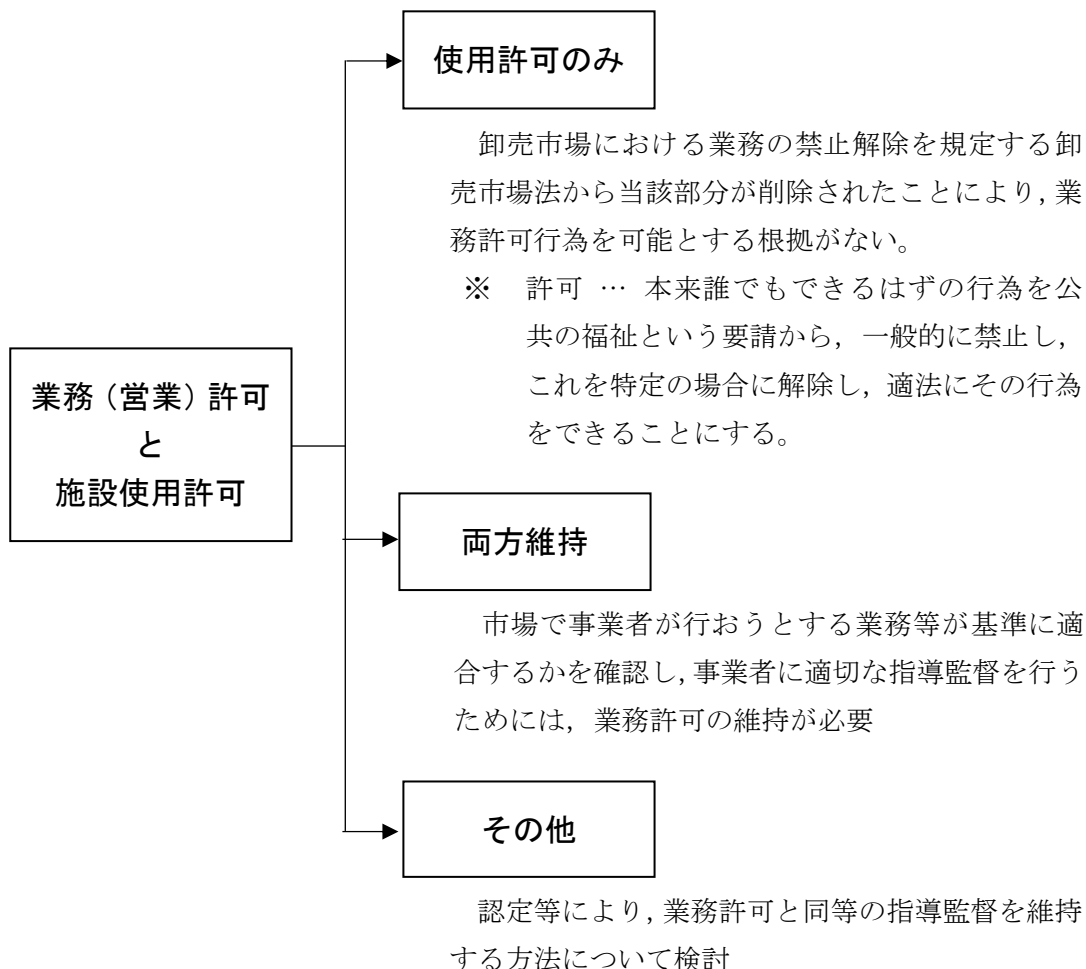 使用許可のみ
卸売市場における業務の禁止解除を規定する卸
売市場法から当該部分が削除されたことにより，業
務許可行為を可能とする根拠がない。
※　許可 … 本来誰でもできるはずの行為を公
共の福祉という要請から，一般的に禁止し，
これを特定の場合に解除し，適法にその行為
をできることにする。
業務（営業）許可
と
施設使用許可
両方維持
市場で事業者が行おうとする業務等が基準に適
合するかを確認し，事業者に適切な指導監督を行う
ためには，業務許可の維持が必要
その他
認定等により，業務許可と同等の指導監督を維持
する方法について検討